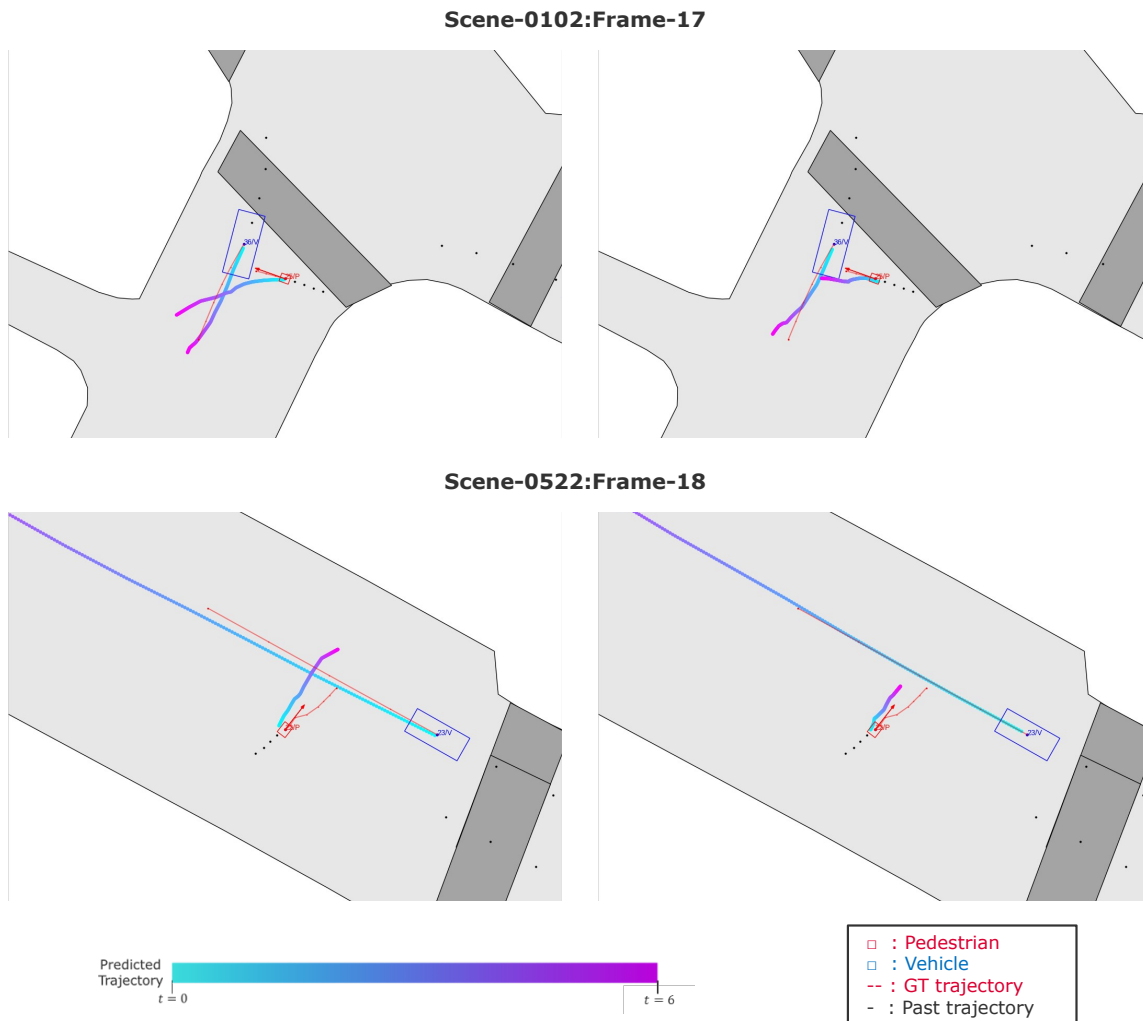 Scene-0102:Frame-17
36/V
36/V
Scene-0522:Frame-18
23/V
23/V
Predicted
Trajectory
t = 0
t = 6
□ : Pedestrian
□ : Vehicle
-- : GT trajectory
- : Past trajectory